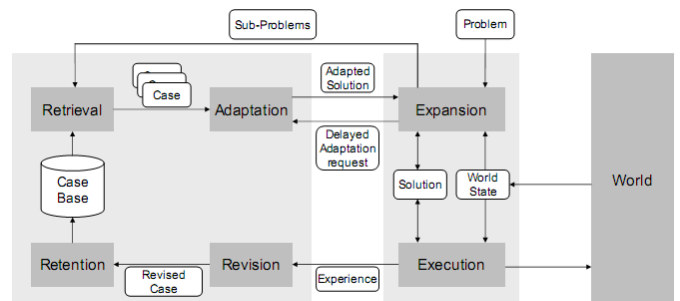 Sub-Problems
Problem
Case
Adapted
Solution
Retrieval
Adaptation
Expansion
Delayed
Adaptation
request
Case
Base
Solution
World
State
World
Retention
Revised
Case
Revision
Experience
Execution